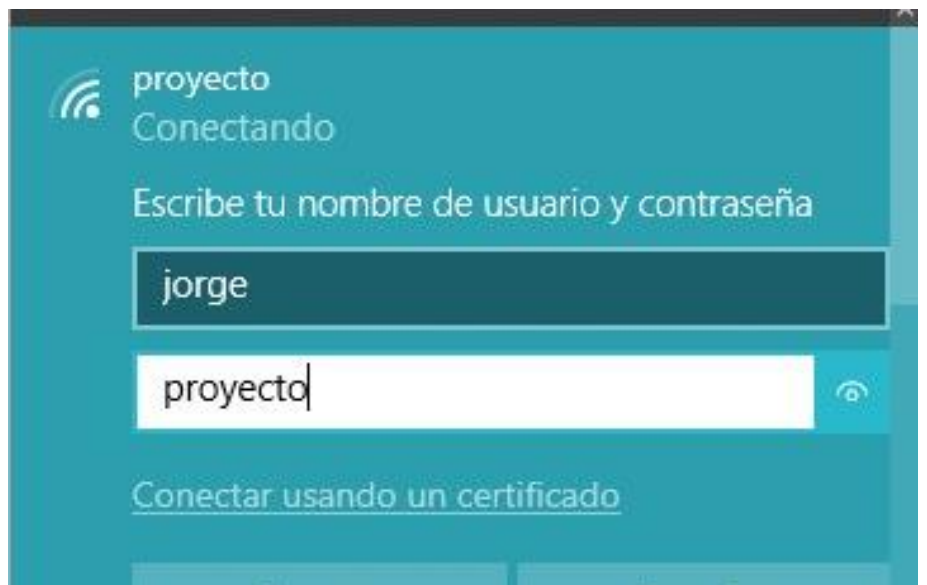 proyecto
Conectando
Escribe tu nombre de usuario y contraseña
jorge
proyecto
Conectar usando un certificado